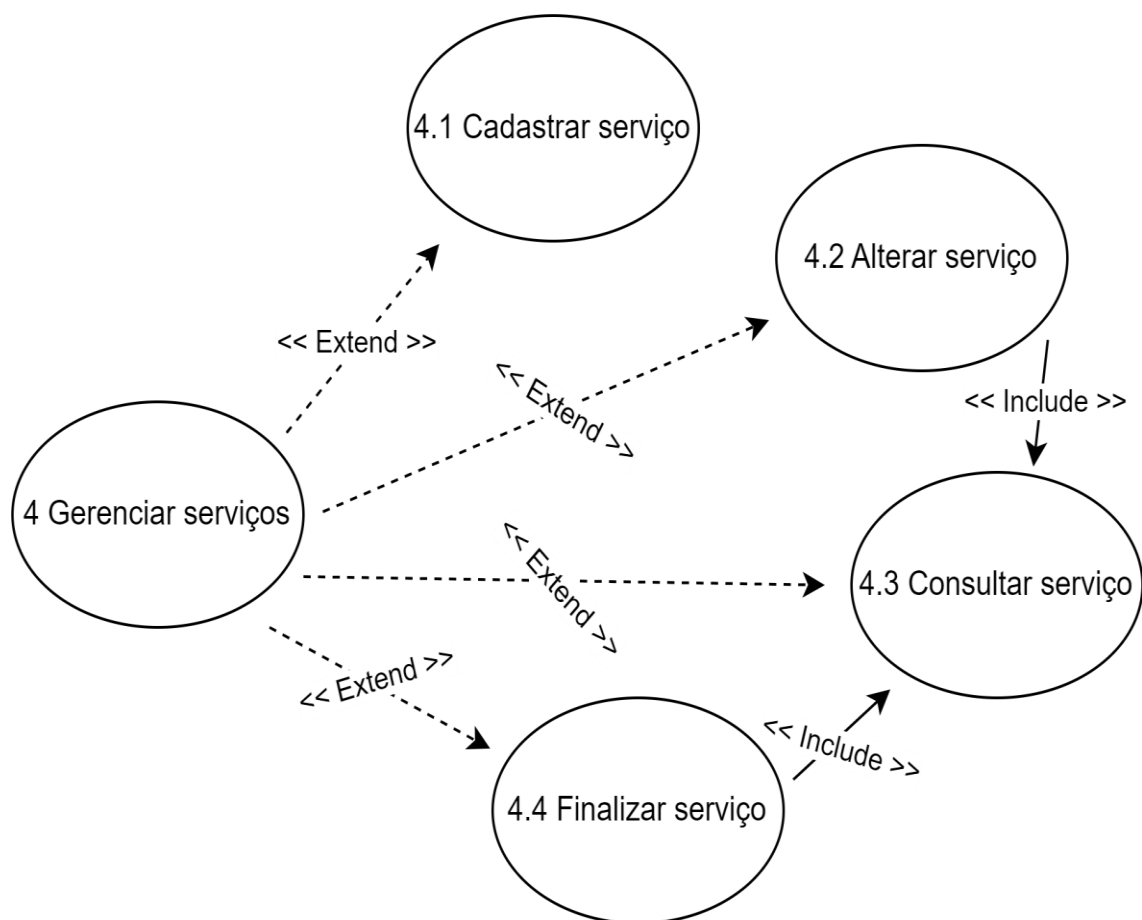 4.1 Cadastrar serviço
4.2 Alterar serviço
<< Extend >>
<< Extend >>
<< Include >>
4 Gerenciar serviços
<< Extend >>
4.3 Consultar serviço
<< Extend >>
<< Include >>
4.4 Finalizar serviço